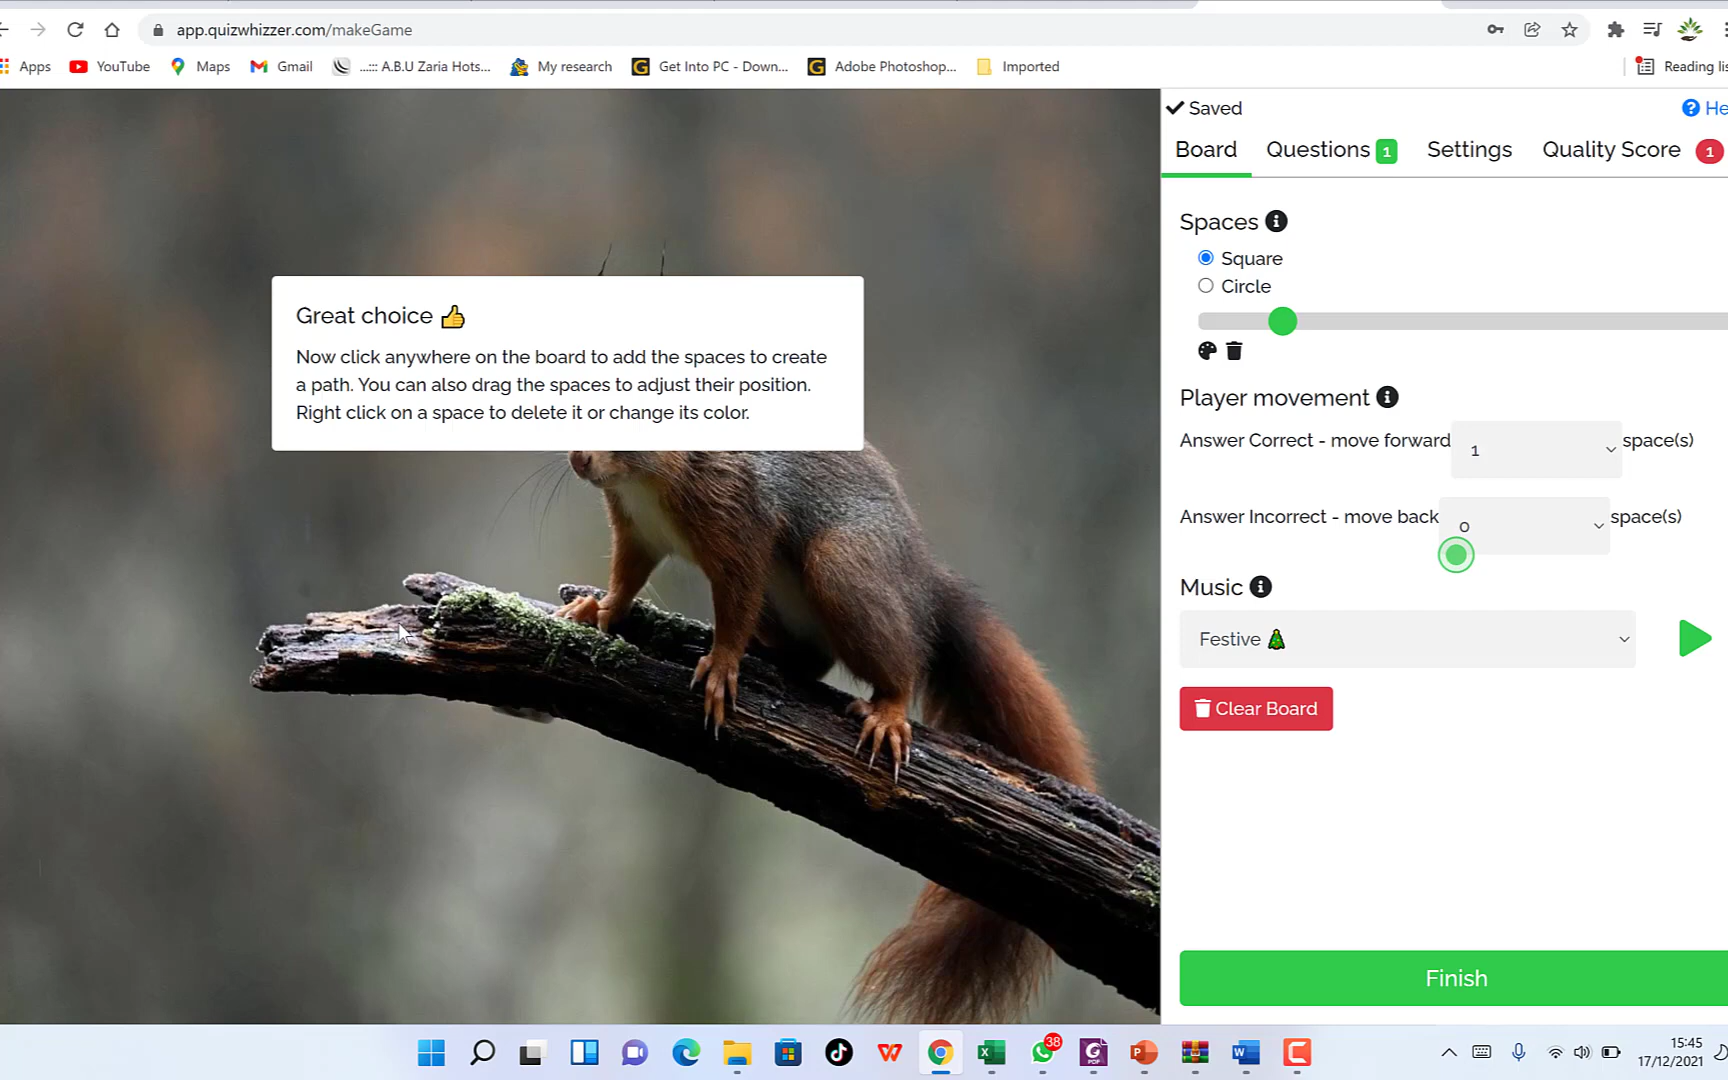 app.quizwhizzer.com/makeGame
Apps
YouTube
Maps
Gmail
...::: A.B.U Zaria Hots...
My research
Get Into PC - Down...
Adobe Photoshop...
Imported
Reading lis
Saved
? He
Board
Questions 1
Settings
Quality Score 1
Spaces
Square
Circle
Player movement
Answer Correct - move forward 1 space(s)
Answer Incorrect - move back 0 space(s)
Music
Festive
Clear Board
Finish
Great choice
Now click anywhere on the board to add the spaces to create
a path. You can also drag the spaces to adjust their position.
Right click on a space to delete it or change its color.
38
15:45
17/12/2021